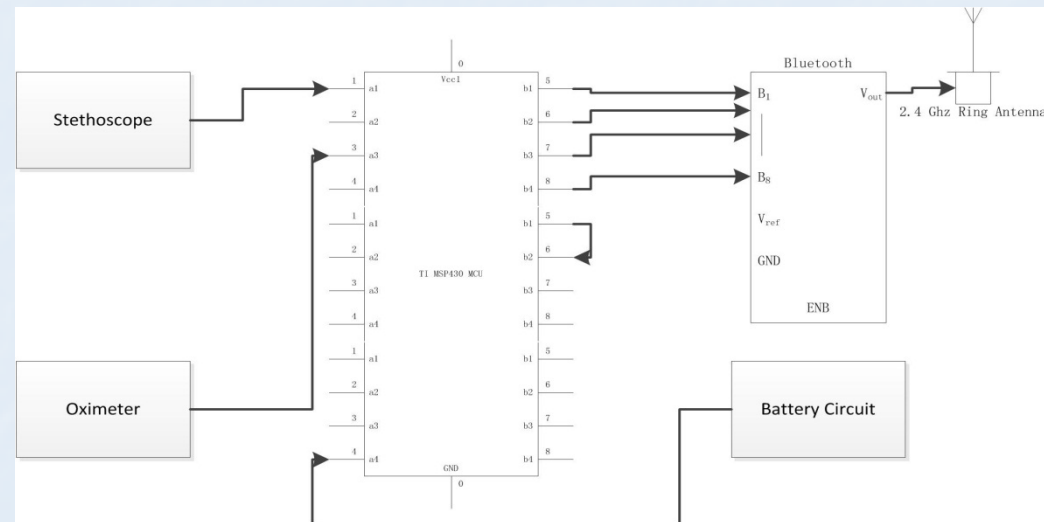 Stethoscope
Oximeter
0
Vcc1
1 a1
2 a2
3 a3
4 a4
1 a1
2 a2
3 a3
4 a4
1 a1
2 a2
3 a3
4 a4
TI MSP430 MCU
b1 5
b2 6
b3 7
b4 8
b1 5
b2 6
b3 7
b4 8
b1 5
b2 6
b3 7
b4 8
GND
0
Bluetooth
B1 Vout
B8
Vref
GND
ENB
2.4 Ghz Ring Antenna
Battery Circuit